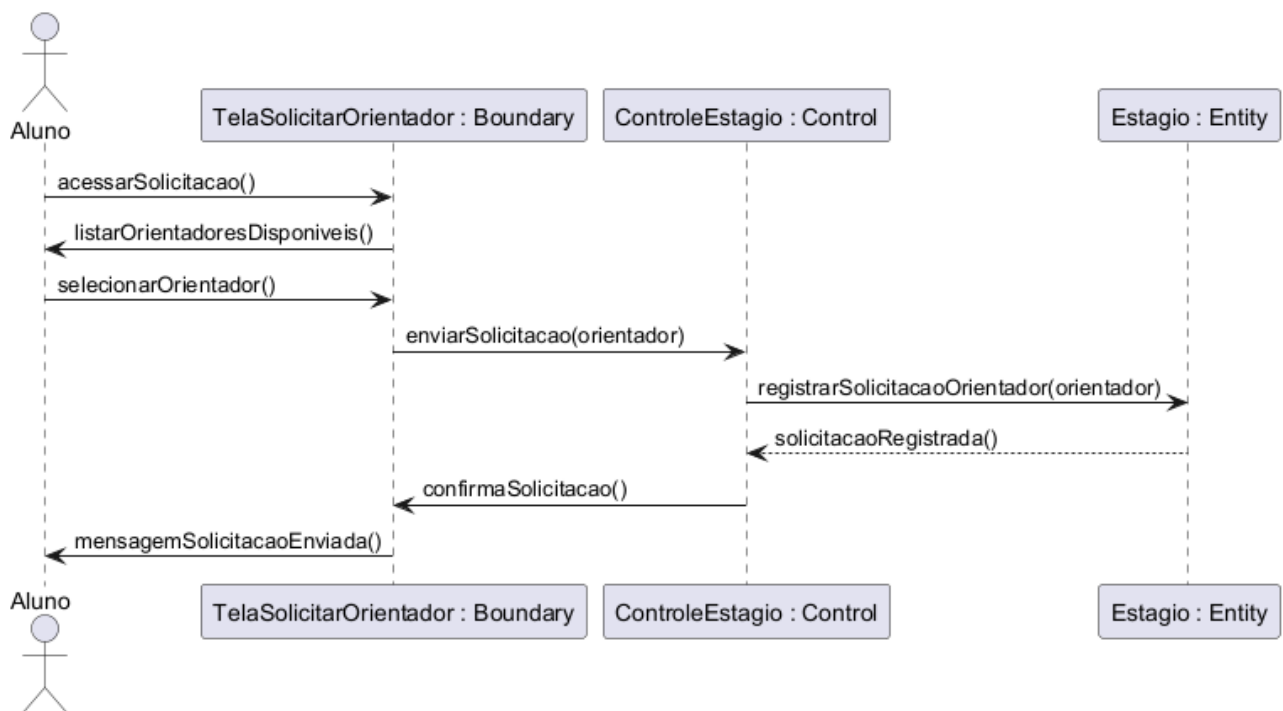 Aluno
TelaSolicitarOrientador : Boundary
ControleEstagio : Control
Estagio : Entity
acessarSolicitacao()
listarOrientadoresDisponiveis()
selecionarOrientador()
enviarSolicitacao(orientador)
registrarSolicitacaoOrientador(orientador)
solicitacaoRegistrada()
confirmaSolicitacao()
mensagemSolicitacaoEnviada()
Aluno
TelaSolicitarOrientador : Boundary
ControleEstagio : Control
Estagio : Entity